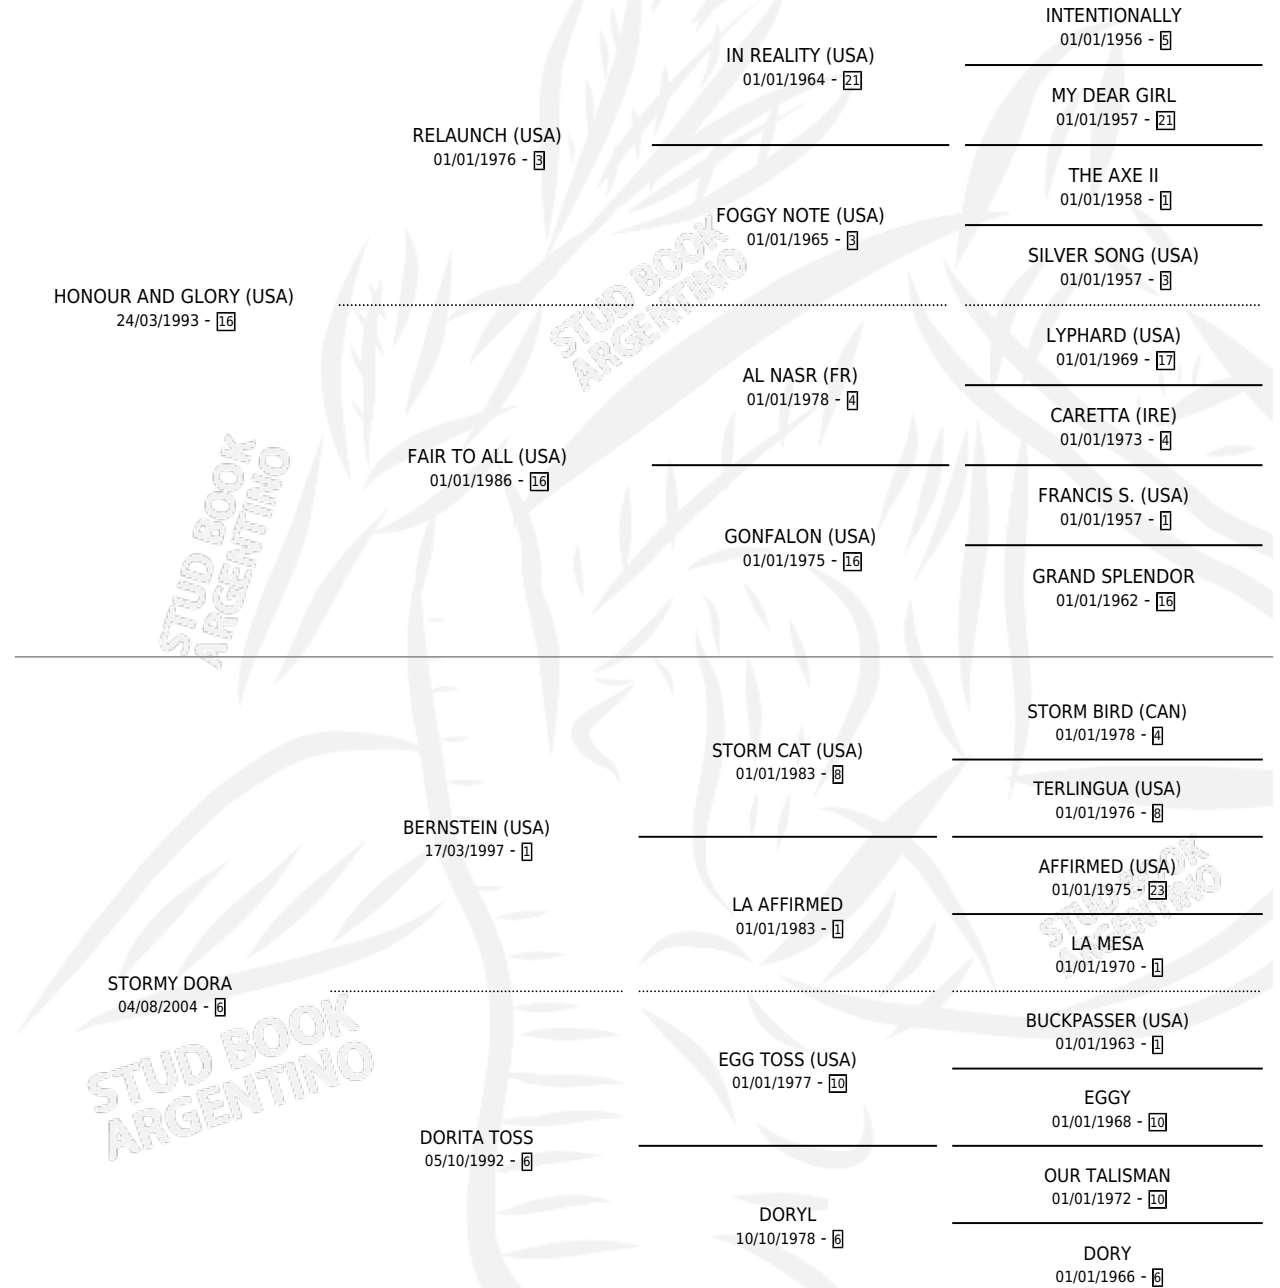 INTENTIONALLY
01/01/1956 - 5
IN REALITY (USA)
01/01/1964 - 21
MY DEAR GIRL
01/01/1957 - 21
RELAUNCH (USA)
01/01/1976 - 3
THE AXE II
01/01/1958 - 1
FOGGY NOTE (USA)
01/01/1965 - 3
SILVER SONG (USA)
01/01/1957 - 3
HONOUR AND GLORY (USA)
24/03/1993 - 16
LYPHARD (USA)
01/01/1969 - 17
AL NASR (FR)
01/01/1978 - 4
CARETTA (IRE)
01/01/1973 - 4
FAIR TO ALL (USA)
01/01/1986 - 16
FRANCIS S. (USA)
01/01/1957 - 1
GONFALON (USA)
01/01/1975 - 16
GRAND SPLENDOR
01/01/1962 - 16
STORM BIRD (CAN)
01/01/1978 - 4
STORM CAT (USA)
01/01/1983 - 8
TERLINGUA (USA)
01/01/1976 - 8
BERNSTEIN (USA)
17/03/1997 - 1
AFFIRMED (USA)
01/01/1975 - 23
LA AFFIRMED
01/01/1983 - 1
LA MESA
01/01/1970 - 1
STORMY DORA
04/08/2004 - 6
BUCKPASSER (USA)
01/01/1963 - 1
EGG TOSS (USA)
01/01/1977 - 10
EGGY
01/01/1968 - 10
DORITA TOSS
05/10/1992 - 6
OUR TALISMAN
01/01/1972 - 10
DORYL
10/10/1978 - 6
DORY
01/01/1966 - 6
STUD BOOK
ARGENTINO
STUD BOOK
ARGENTINO
STUD BOOK
ARGENTINO
STUD BOOK
ARGENTINO